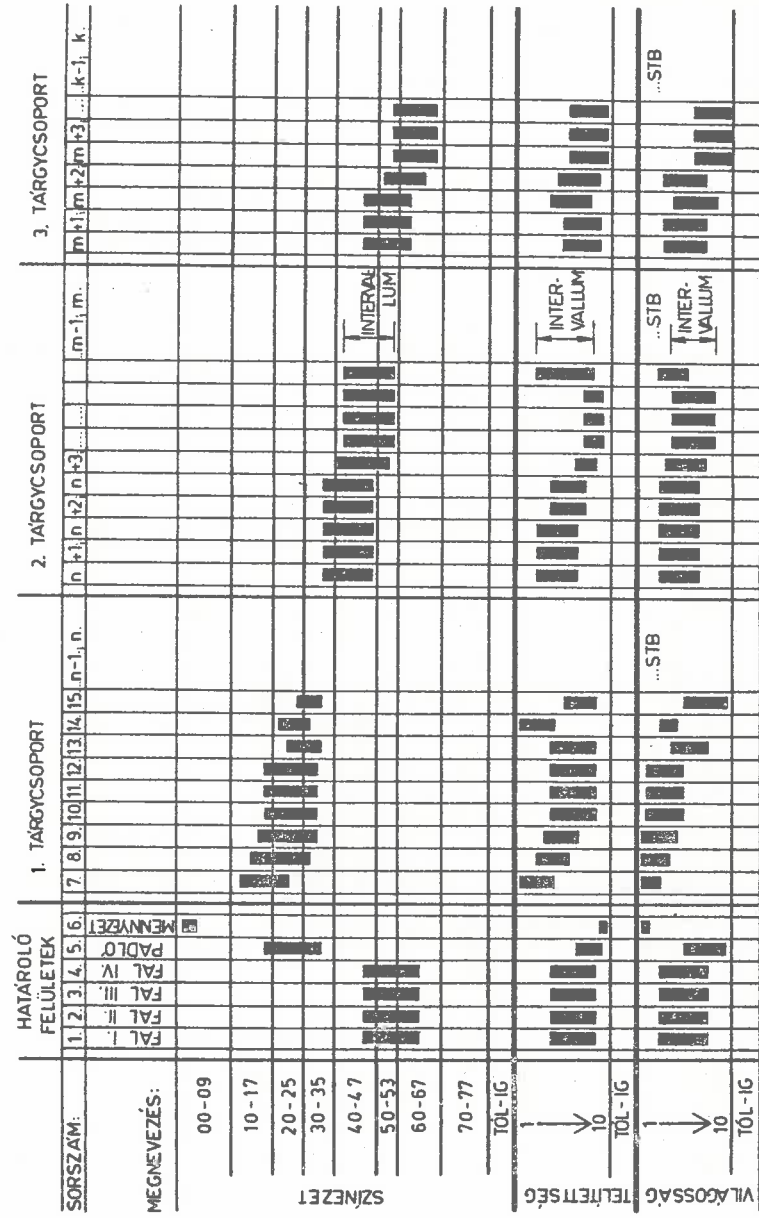 HATÁROLÓ
FELÜLETEK
1. TÁRGYCSOPORT
2. TÁRGYCSOPORT
3. TÁRGYCSOPORT
SORSZÁM:
1. 2. 3. 4. 5. 6. 7. 8. 9. 10. 11. 12. 13. 14. 15. ...n-1; n.
n +1; n +2; n +3; ...... ...m-1; m.
m +1; m +2; m +3; ...... ...k-1; k.
MEGNEVEZÉS:
FAL I.
FAL II.
FAL III.
FAL IV.
PADLÓ
MENNYEZET
SZÍNEZET
00-09
10-17
20-25
30-35
40-47
50-53
60-67
70-77
TÓL-IG
INTERVAL
LUM
TELÍTETTSÉG
1
10
TÓL-IG
INTER-
VALLUM
VILÁGOSSÁG
1
10
TÓL-IG
...STB
...STB
INTER-
VALLUM
...STB